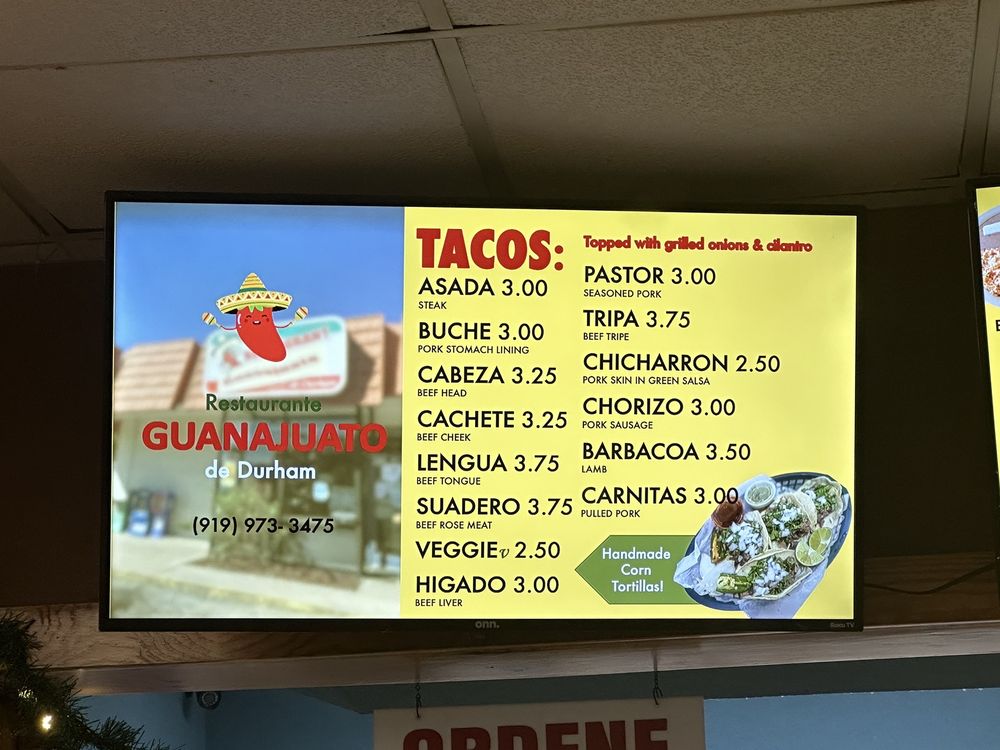 Restaurante
GUANAJUATO
de Durham
(919) 973- 3475
TACOS:
ASADA 3.00
STEAK
BUCHE 3.00
PORK STOMACH LINING
CABEZA 3.25
BEEF HEAD
CACHETE 3.25
BEEF CHEEK
LENGUA 3.75
BEEF TONGUE
SUADERO 3.75
BEEF ROSE MEAT
VEGGIE v 2.50
HIGADO 3.00
BEEF LIVER
Topped with grilled onions & cilantro
PASTOR 3.00
SEASONED PORK
TRIPA 3.75
BEEF TRIPE
CHICHARRON 2.50
PORK SKIN IN GREEN SALSA
CHORIZO 3.00
PORK SAUSAGE
BARBACOA 3.50
LAMB
CARNITAS 3.00
PULLED PORK
Handmade
Corn
Tortillas!
onn.
Roku TV
ORDENE